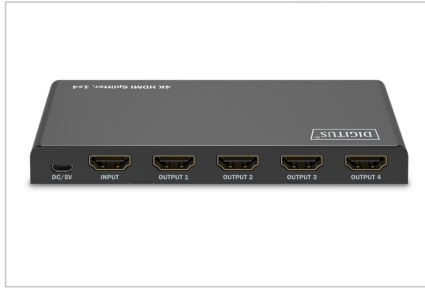 4K HDMI Splitter, 1x4
DIGITUS®
DC/5V INPUT OUTPUT 1 OUTPUT 2 OUTPUT 3 OUTPUT 4